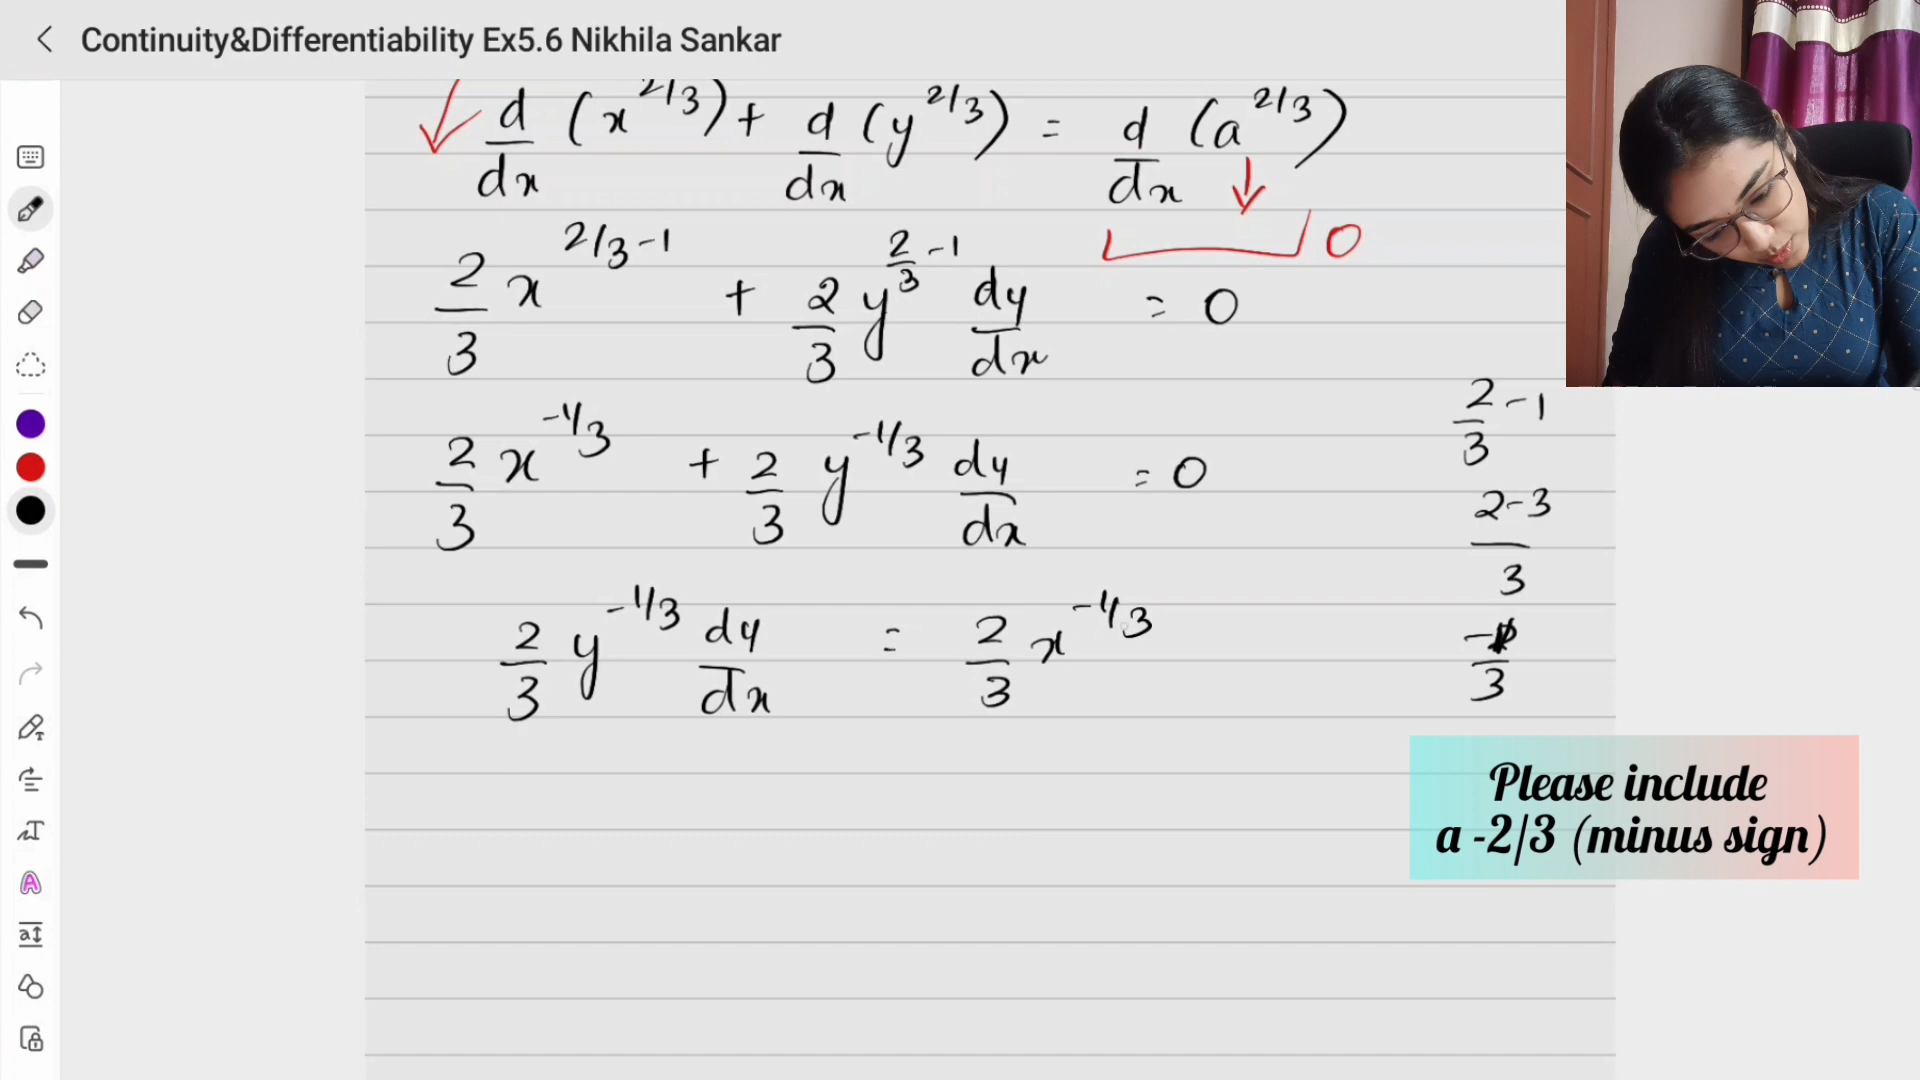 Continuity&Differentiability Ex5.6 Nikhila Sankar
d/dx (x^2/3) + d/dx (y^2/3) = d/dx (a^2/3)
0
2/3 x^2/3-1 + 2/3 y^2/3-1 dy/dx = 0
2/3 - 1
2/3 x^-1/3 + 2/3 y^-1/3 dy/dx = 0
2-3/3
2/3 y^-1/3 dy/dx = 2/3 x^-1/3
-1/3
Please include
a -2/3 (minus sign)